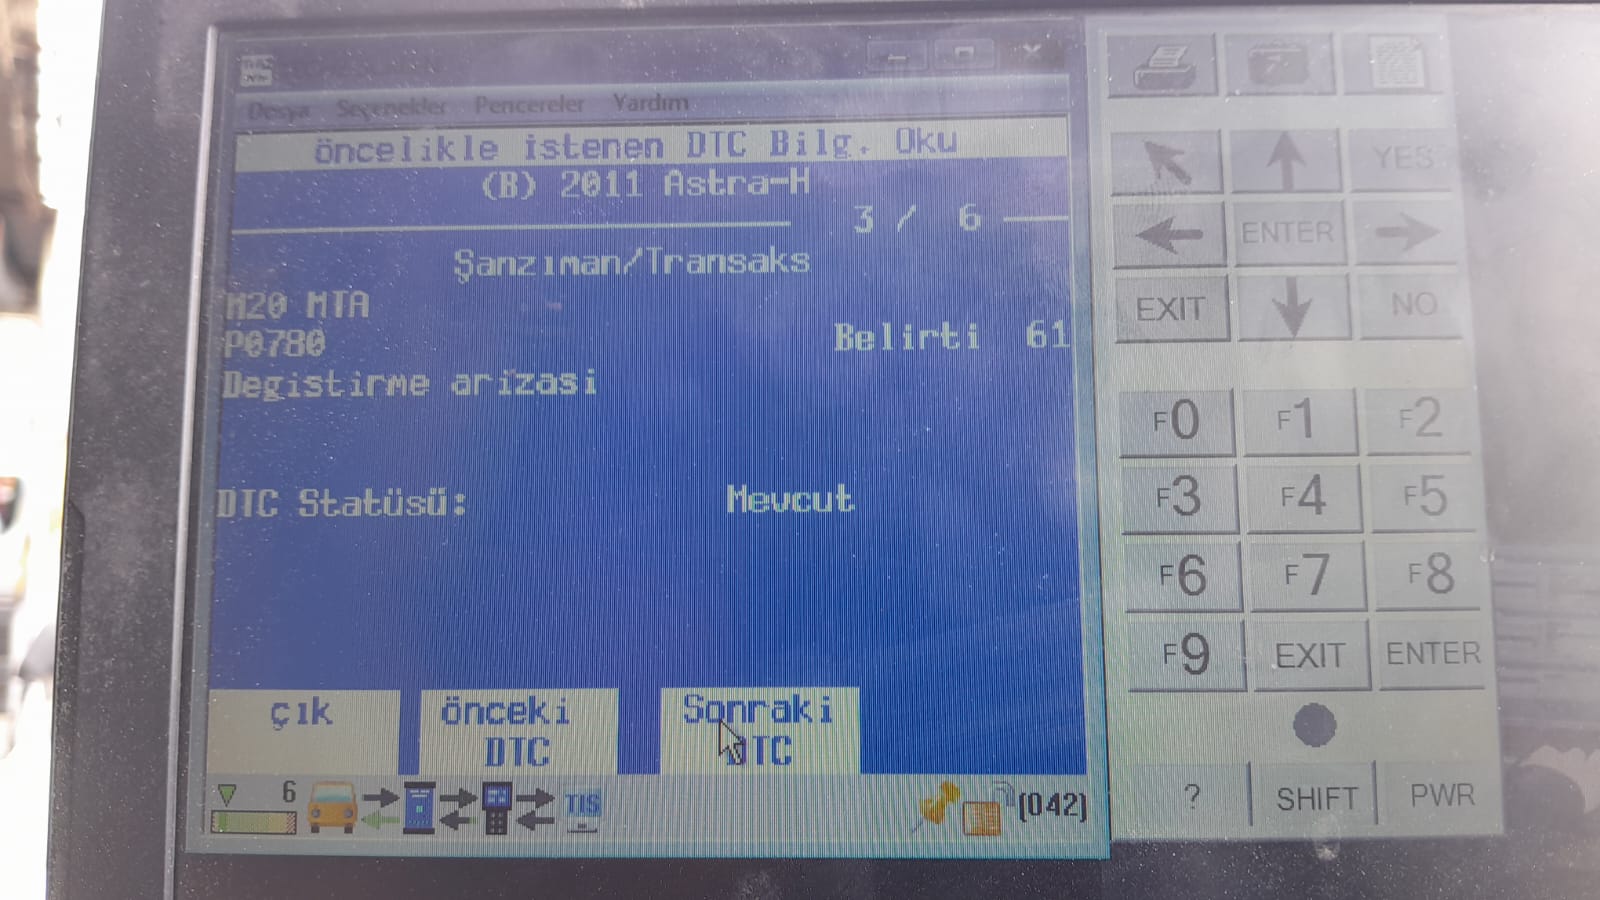 Dosya Seçenekler Pencereler Yardım
öncelikle istenen DTC Bilg. Oku
(B) 2011 Astra-H
3 / 6
Şanzıman/Transaks
M20 MTA
P0780 Belirti 61
Degistirme arizasi
DTC Statüsü: Mevcut
çık
önceki DTC
Sonraki DTC
6
TIS
(042)
YES
ENTER
EXIT
NO
F0 F1 F2
F3 F4 F5
F6 F7 F8
F9 EXIT ENTER
? SHIFT PWR